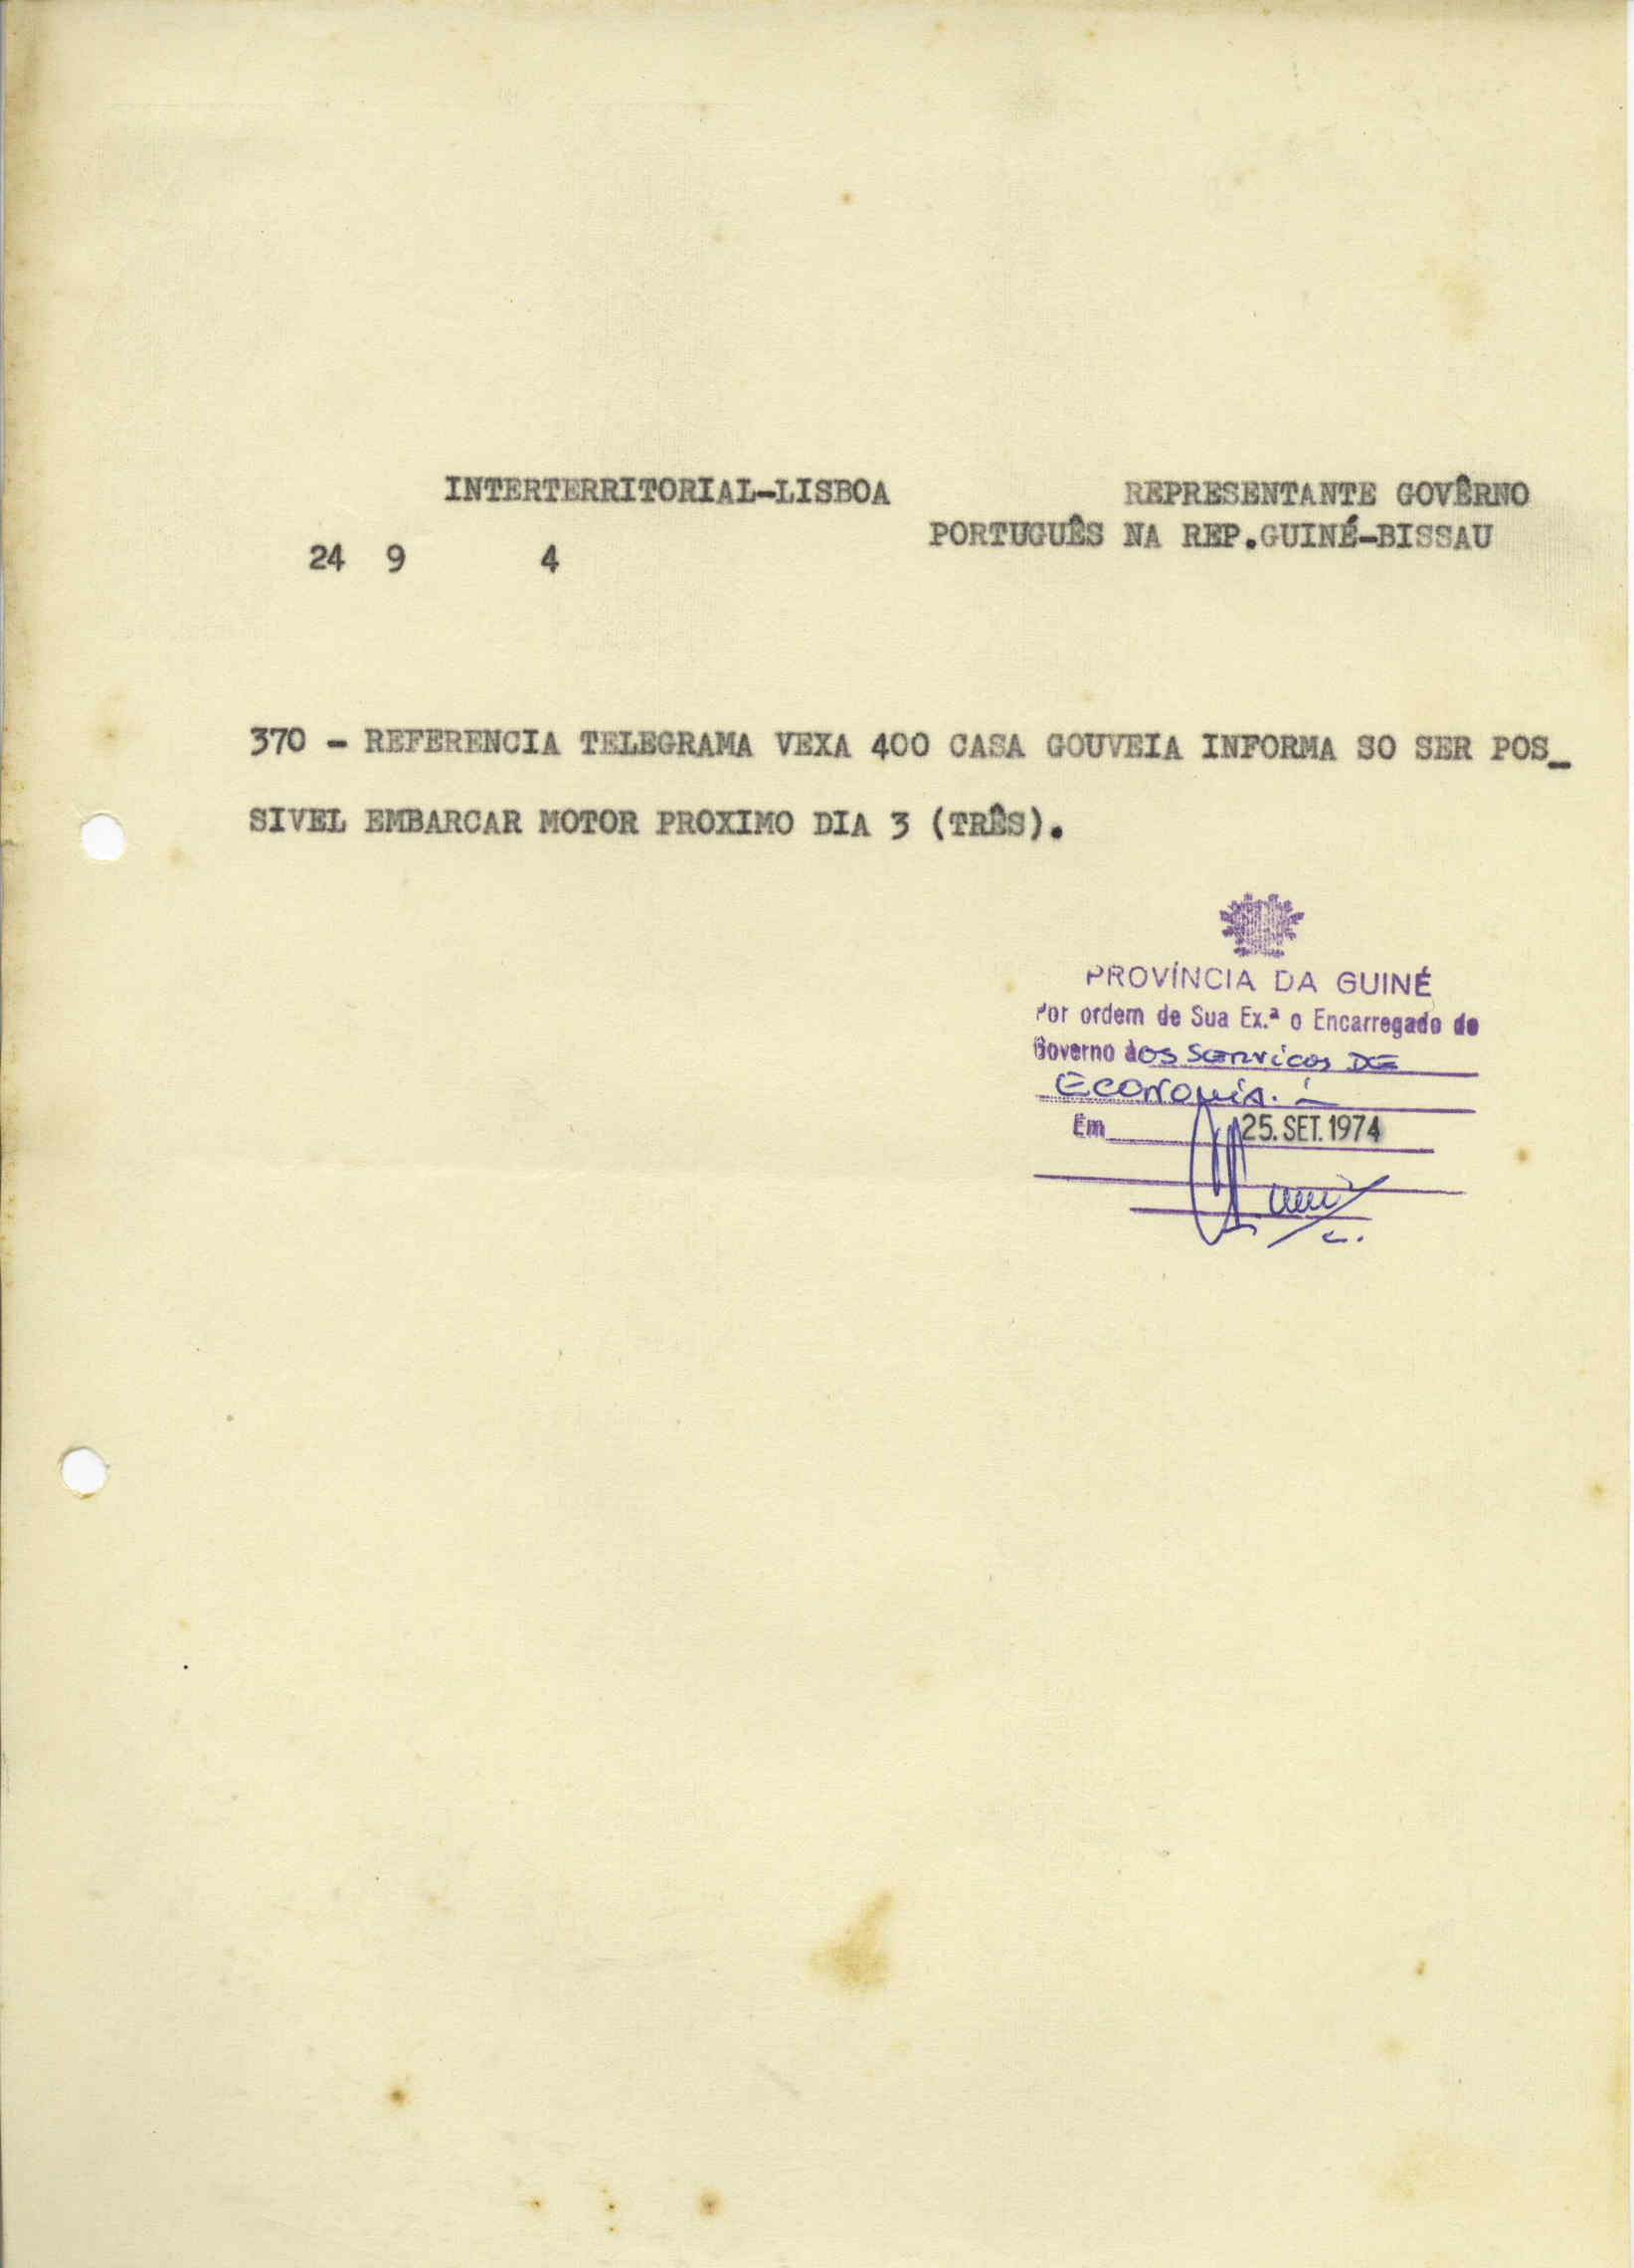 INTERTERRITORIAL-LISBOA REPRESENTANTE GOVÊRNO
PORTUGUÊS NA REP.GUINÉ-BISSAU
24 9 4
370 - REFERENCIA TELEGRAMA VEXA 400 CASA GOUVEIA INFORMA SO SER POS_
SIVEL EMBARCAR MOTOR PROXIMO DIA 3 (TRÊS).
PROVÍNCIA DA GUINÉ
Por ordem de Sua Ex.ª o Encarregado do
Governo àos Serviços DE
Economia.
Em 25. SET. 1974